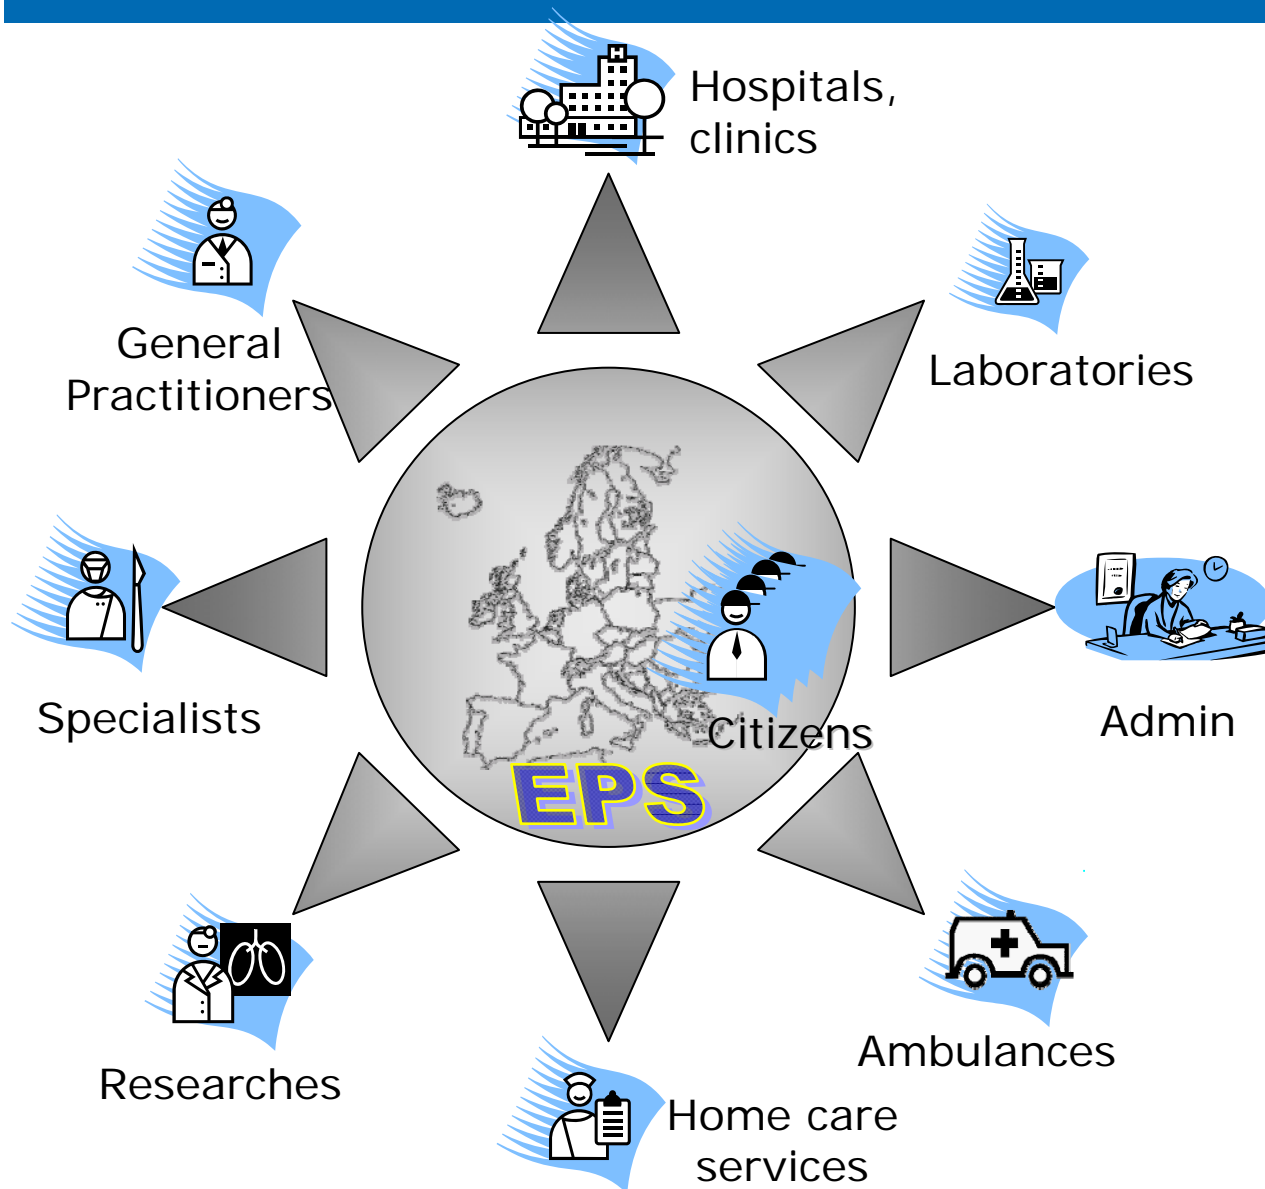 Hospitals,
clinics
General
Practitioners
Laboratories
Specialists
Citizens
Admin
EPS
Researches
Ambulances
Home care
services